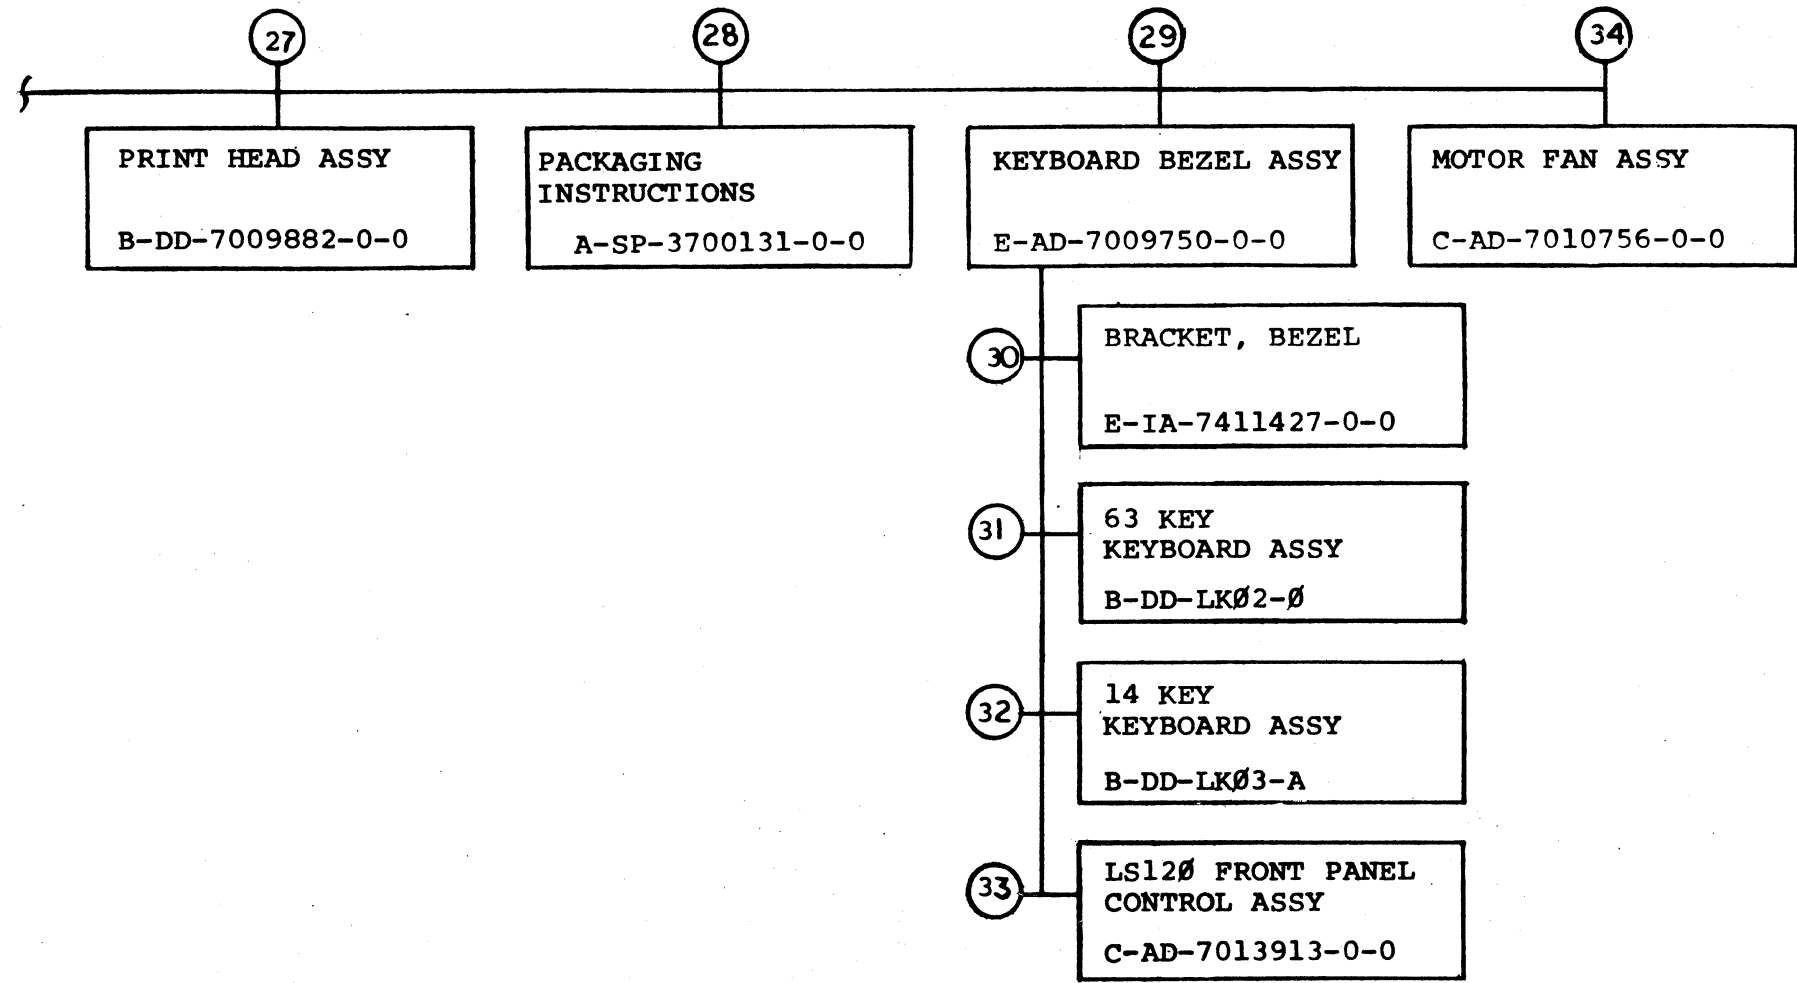 27
28
29
34
PRINT HEAD ASSY
B-DD-7009882-0-0
PACKAGING
INSTRUCTIONS
A-SP-3700131-0-0
KEYBOARD BEZEL ASSY
E-AD-7009750-0-0
MOTOR FAN ASSY
C-AD-7010756-0-0
30
BRACKET, BEZEL
E-IA-7411427-0-0
31
63 KEY
KEYBOARD ASSY
B-DD-LKØ2-Ø
32
14 KEY
KEYBOARD ASSY
B-DD-LKØ3-A
33
LS12Ø FRONT PANEL
CONTROL ASSY
C-AD-7013913-0-0